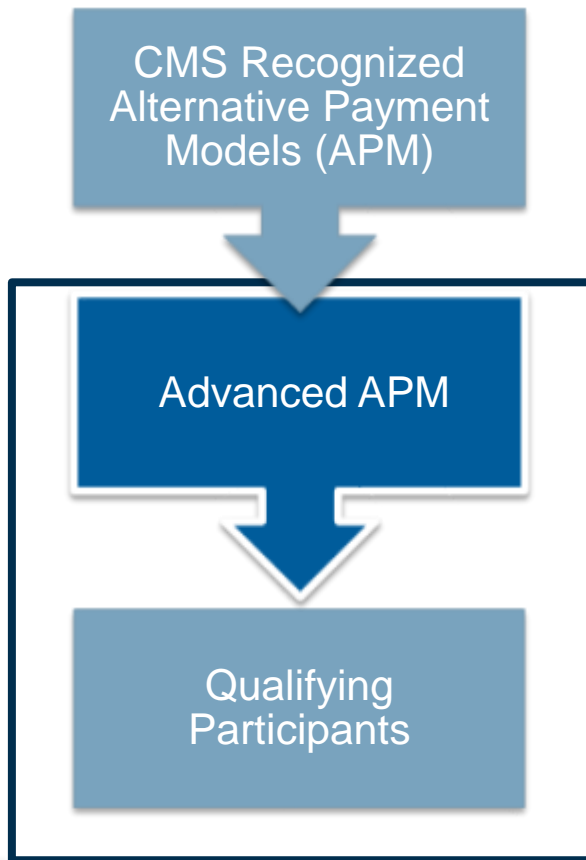 CMS Recognized
Alternative Payment
Models (APM)
Advanced APM
Qualifying
Participants